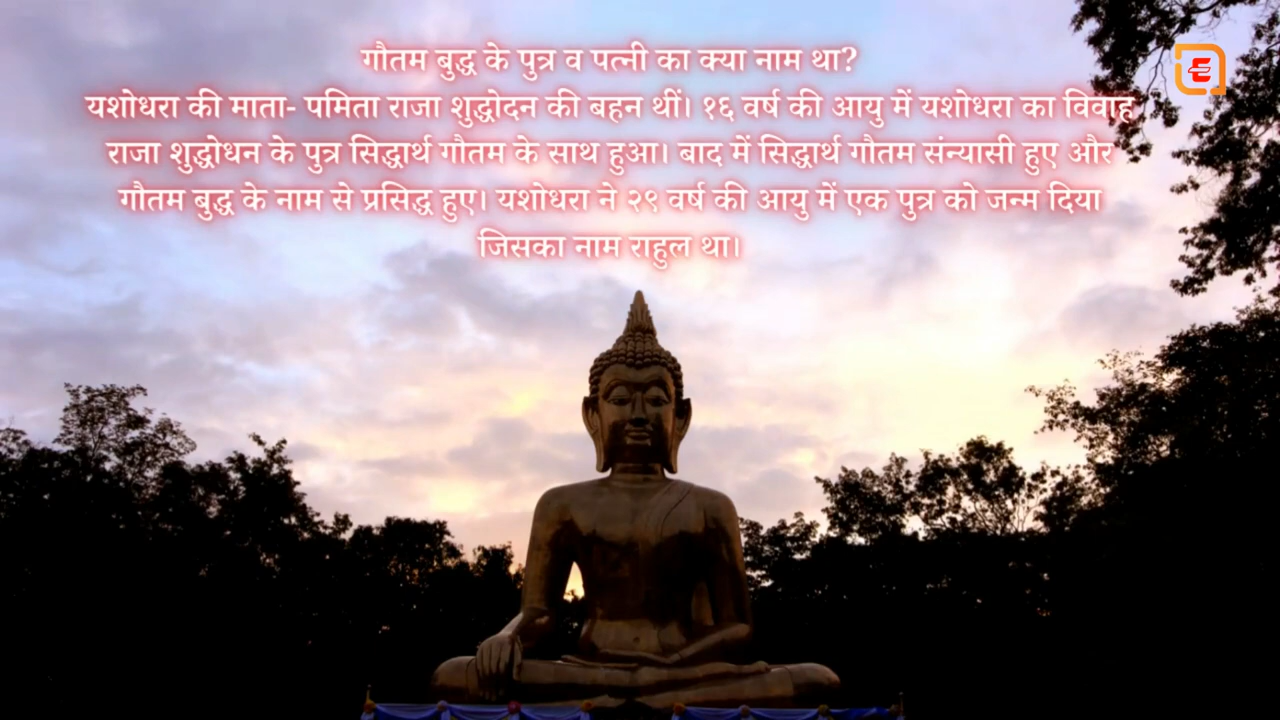 गौतम बुद्ध के पुत्र व पत्नी का क्या नाम था?
यशोधरा की माता- पमिता राजा शुद्धोदन की बहन थीं। १६ वर्ष की आयु में यशोधरा का विवाह
राजा शुद्धोधन के पुत्र सिद्धार्थ गौतम के साथ हुआ। बाद में सिद्धार्थ गौतम संन्यासी हुए और
गौतम बुद्ध के नाम से प्रसिद्ध हुए। यशोधरा ने २९ वर्ष की आयु में एक पुत्र को जन्म दिया
जिसका नाम राहुल था।